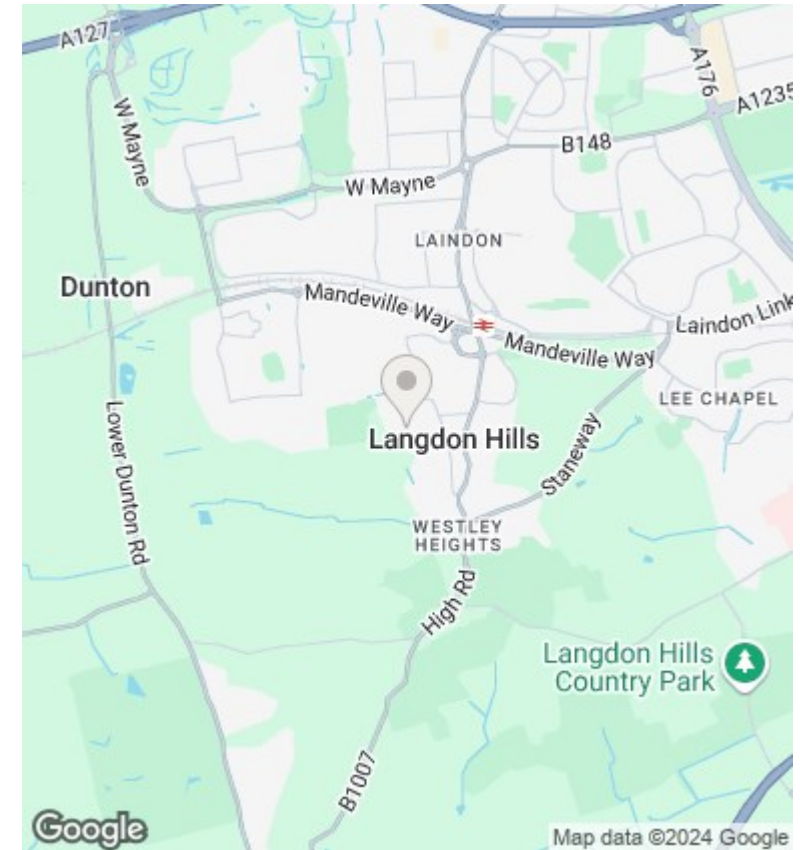 A127
A176
A1235
W Mayne
B148
W Mayne
LAINDON
Dunton
Mandeville Way
Laindon Link
Mandeville Way
LEE CHAPEL
Langdon Hills
Staneway
Lower Dunton Rd
WESTLEY
HEIGHTS
High Rd
Langdon Hills
Country Park
B1007
Google
Map data ©2024 Google